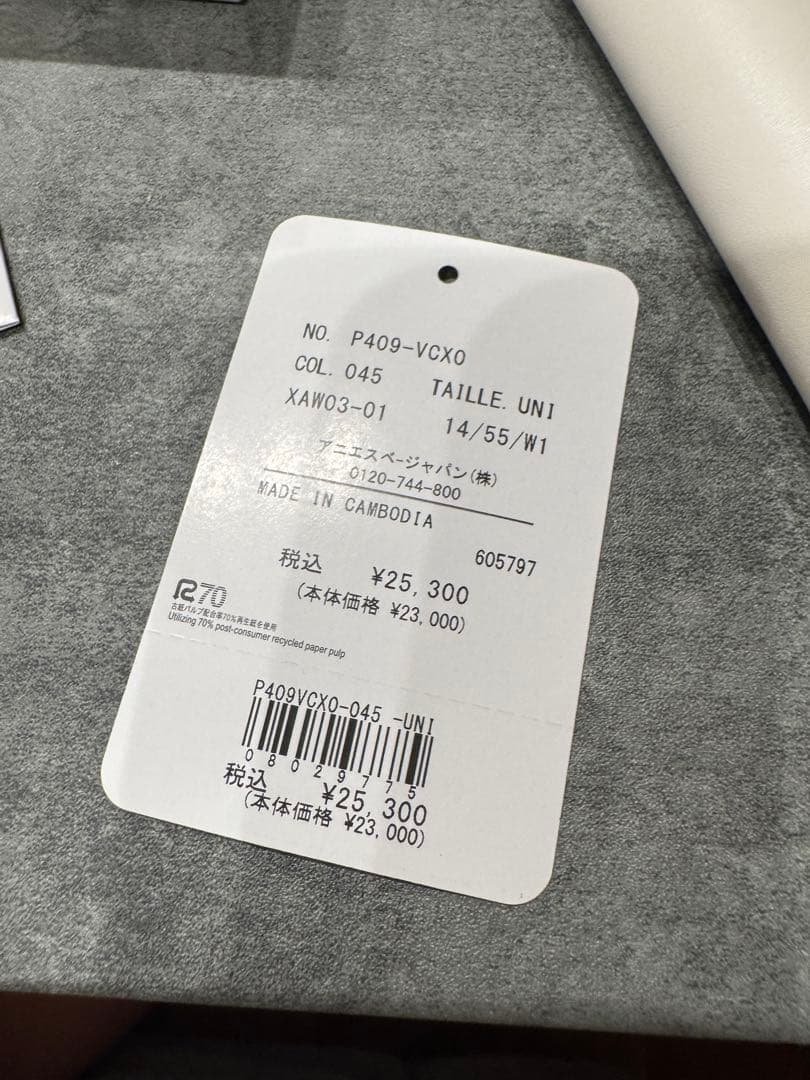 NO. P409-VCX0
COL. 045 TAILLE. UNI
XAW03-01 14/55/W1
アニエスベージャパン(株)
0120-744-800
MADE IN CAMBODIA
605797
税込 ¥25,300
(本体価格 ¥23,000)
R70
古紙パルプ配合率70%再生紙を使用
Utilizing 70% post-consumer recycled paper pulp
P409VCX0-045 -UNI
08029775
税込 ¥25,300
(本体価格 ¥23,000)